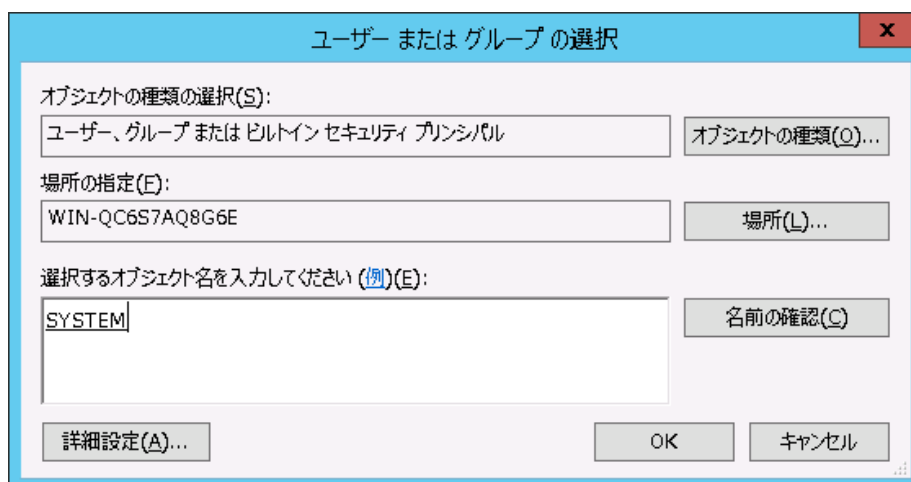 ユーザー または グループ の選択
x
オブジェクトの種類の選択(S):
ユーザー、グループ または ビルトイン セキュリティ プリンシパル
オブジェクトの種類(O)...
場所の指定(F):
WIN-QC6S7AQ8G6E
場所(L)...
選択するオブジェクト名を入力してください (例)(E):
SYSTEM
名前の確認(C)
詳細設定(A)...
OK
キャンセル